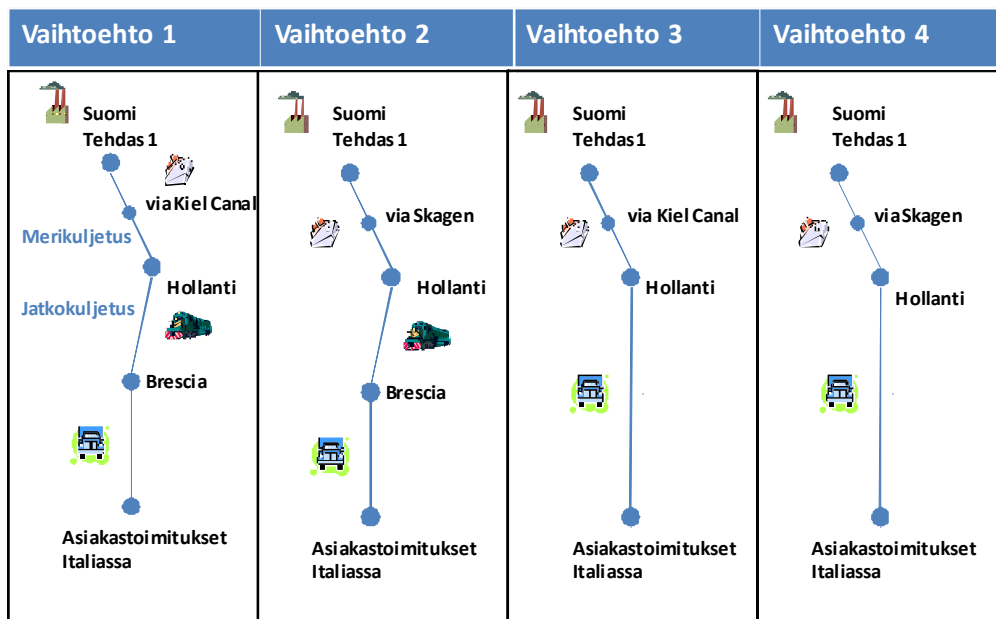 Vaihtoehto 1
Vaihtoehto 2
Vaihtoehto 3
Vaihtoehto 4
Suomi
Tehdas 1
via Kiel Canal
Merikuljetus
Hollanti
Jatkokuljetus
Brescia
Asiakastoimitukset
Italiassa
Suomi
Tehdas 1
via Skagen
Hollanti
Brescia
Asiakastoimitukset
Italiassa
Suomi
Tehdas 1
via Kiel Canal
Hollanti
Asiakastoimitukset
Italiassa
Suomi
Tehdas 1
via Skagen
Hollanti
Asiakastoimitukset
Italiassa